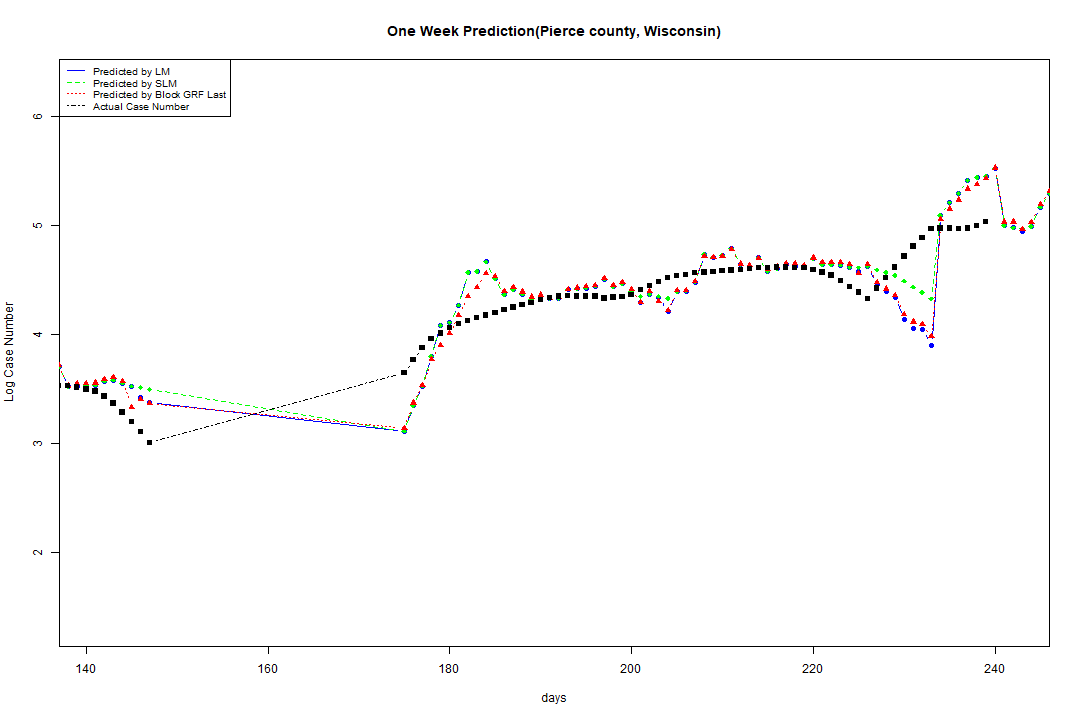 One Week Prediction(Pierce county, Wisconsin)
Predicted by LM
Predicted by SLM
Predicted by Block GRF Last
Actual Case Number
6
5
4
3
2
Log Case Number
140 160 180 200 220 240
days